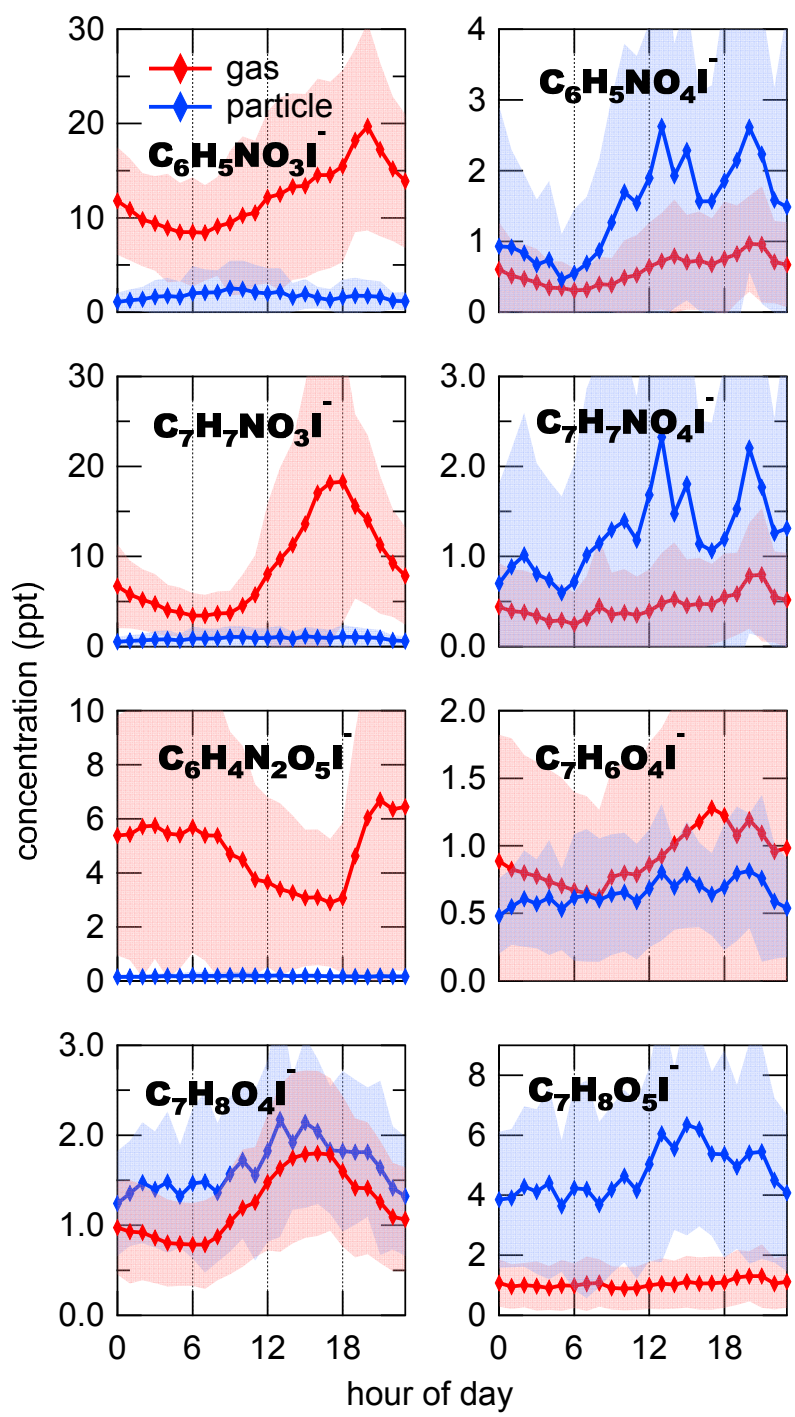 30
20
10
0
gas
particle
C6H5NO3I-
4
3
2
1
0
C6H5NO4I-
30
20
10
0
C7H7NO3I-
3.0
2.0
1.0
0.0
C7H7NO4I-
concentration (ppt)
10
8
6
4
2
0
C6H4N2O5I-
2.0
1.5
1.0
0.5
0.0
C7H6O4I-
3.0
2.0
1.0
0.0
C7H8O4I-
0 6 12 18
8
6
4
2
0
C7H8O5I-
0 6 12 18
hour of day